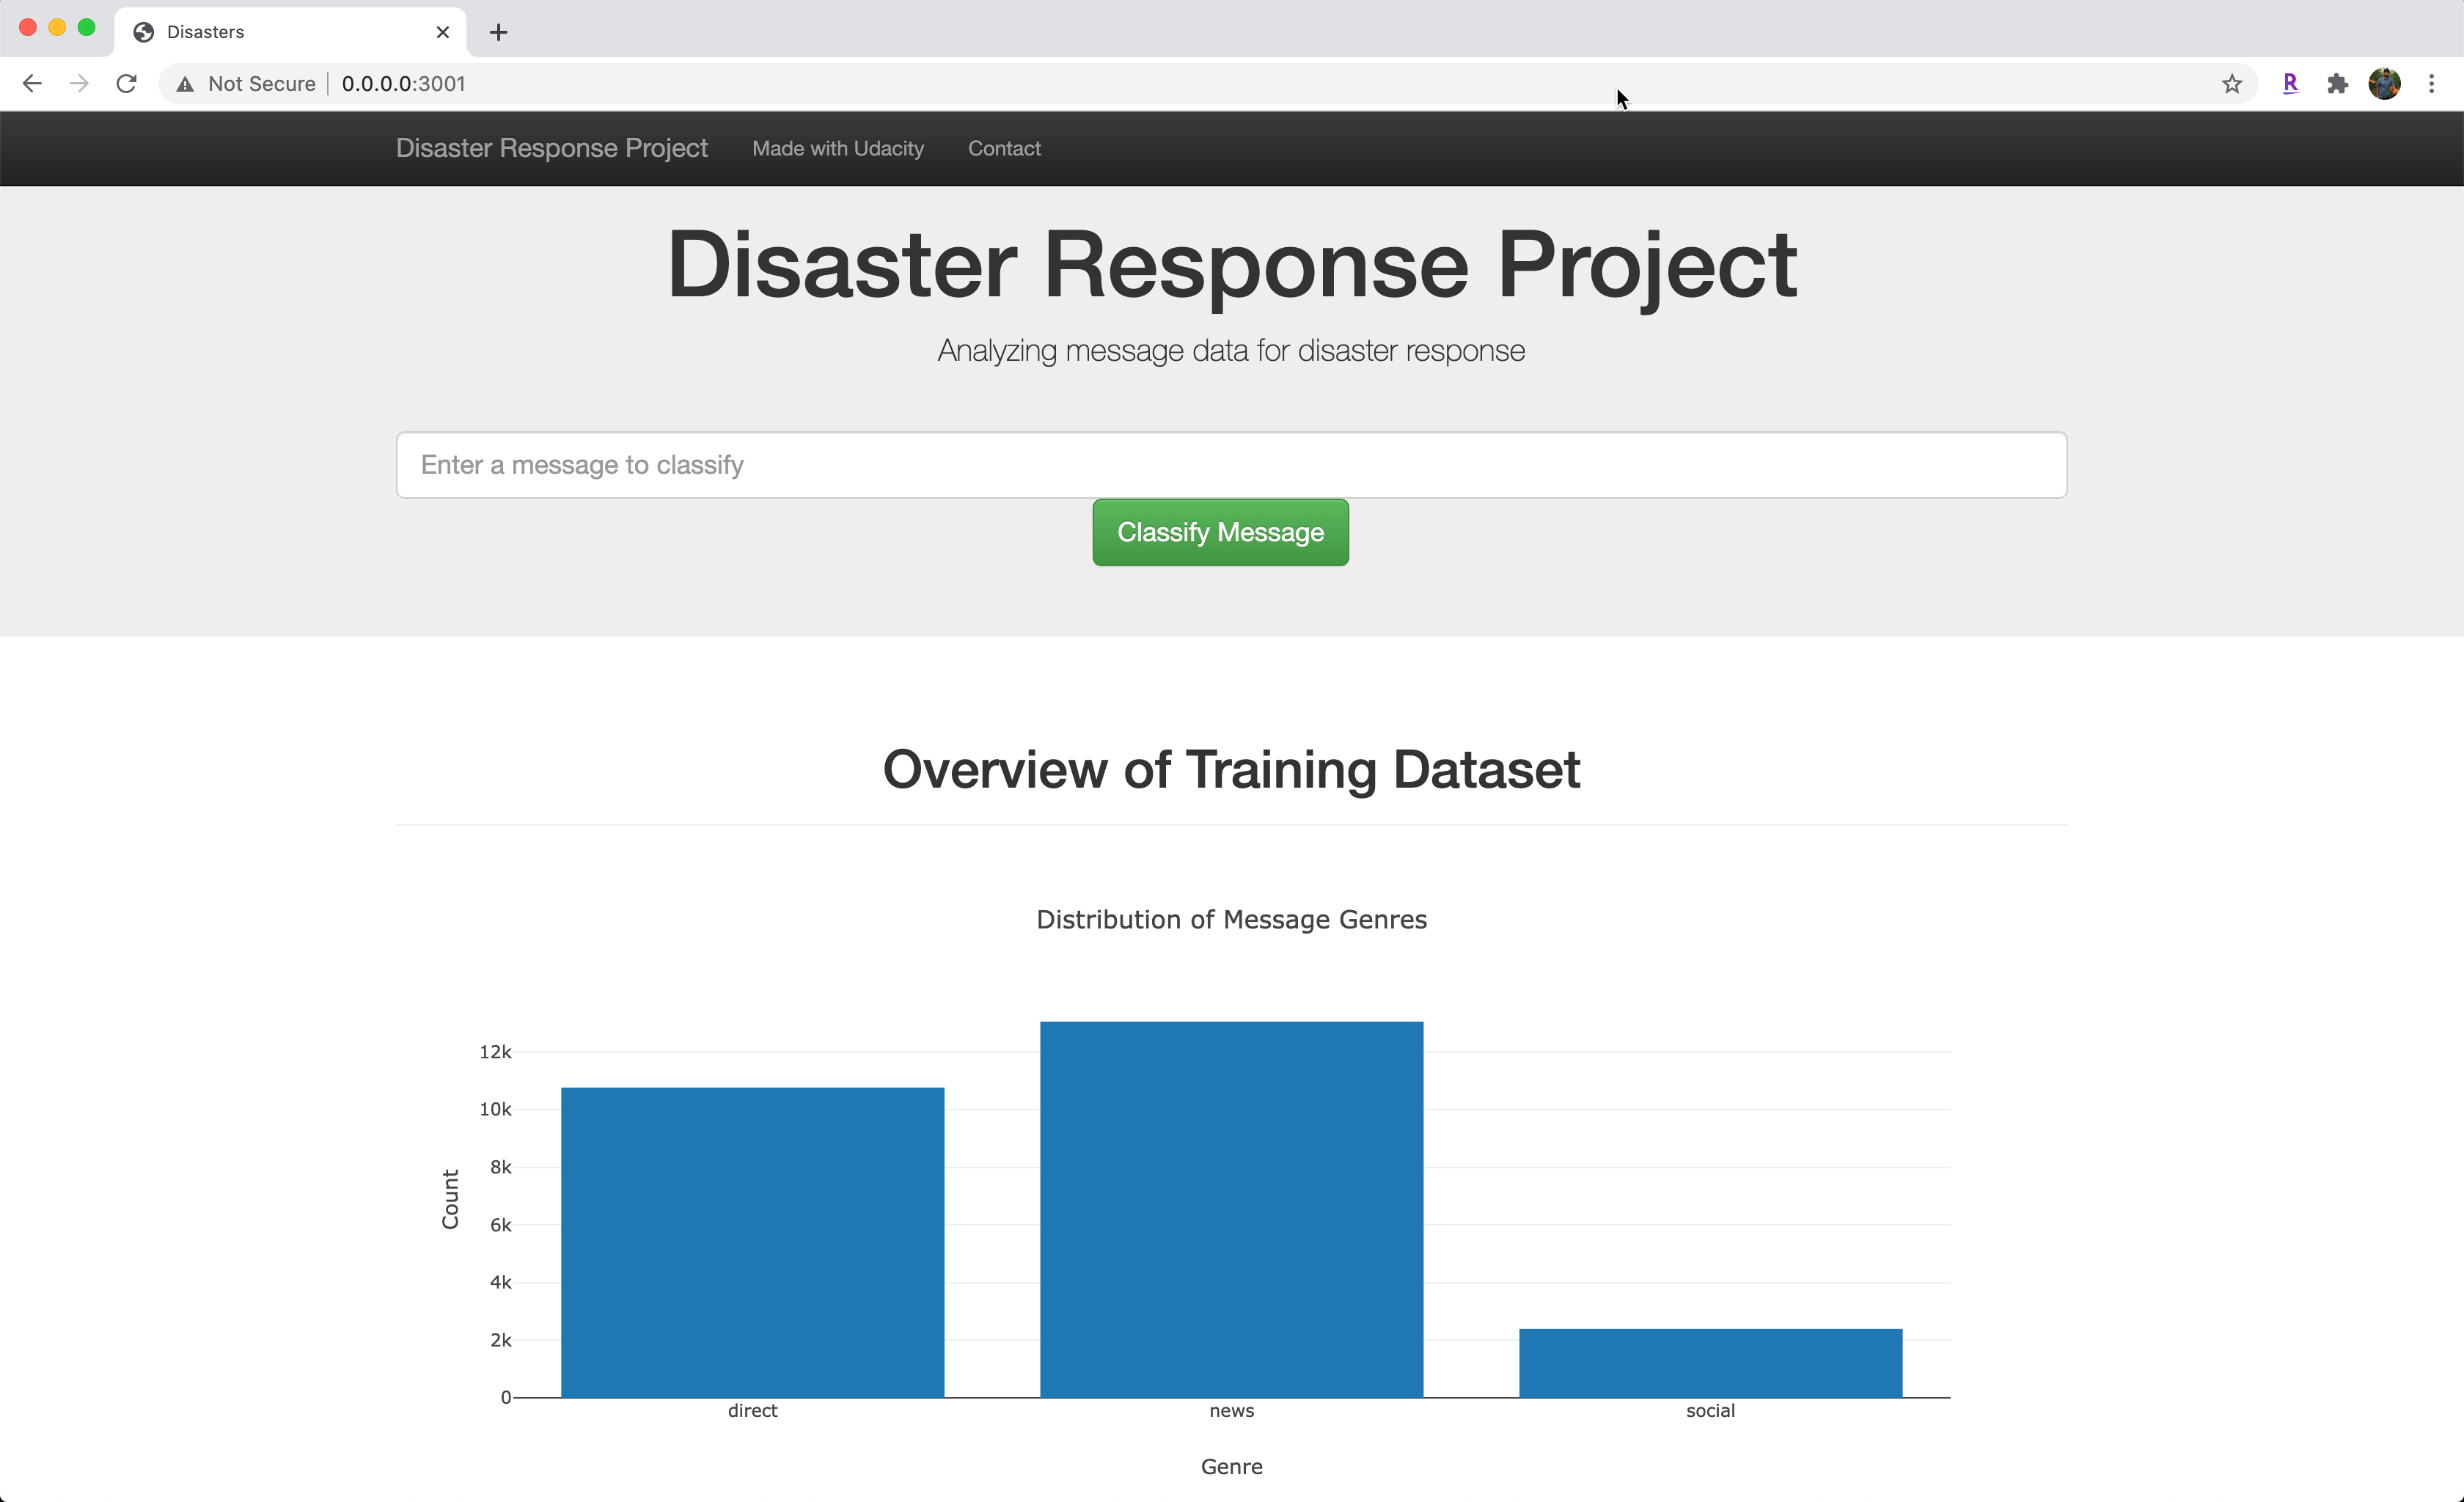 Disasters
Not Secure | 0.0.0.0:3001
R
Disaster Response Project Made with Udacity Contact
Disaster Response Project
Analyzing message data for disaster response
Enter a message to classify
Classify Message
Overview of Training Dataset
Distribution of Message Genres
12k
10k
8k
6k
4k
2k
0
Count
direct news social
Genre